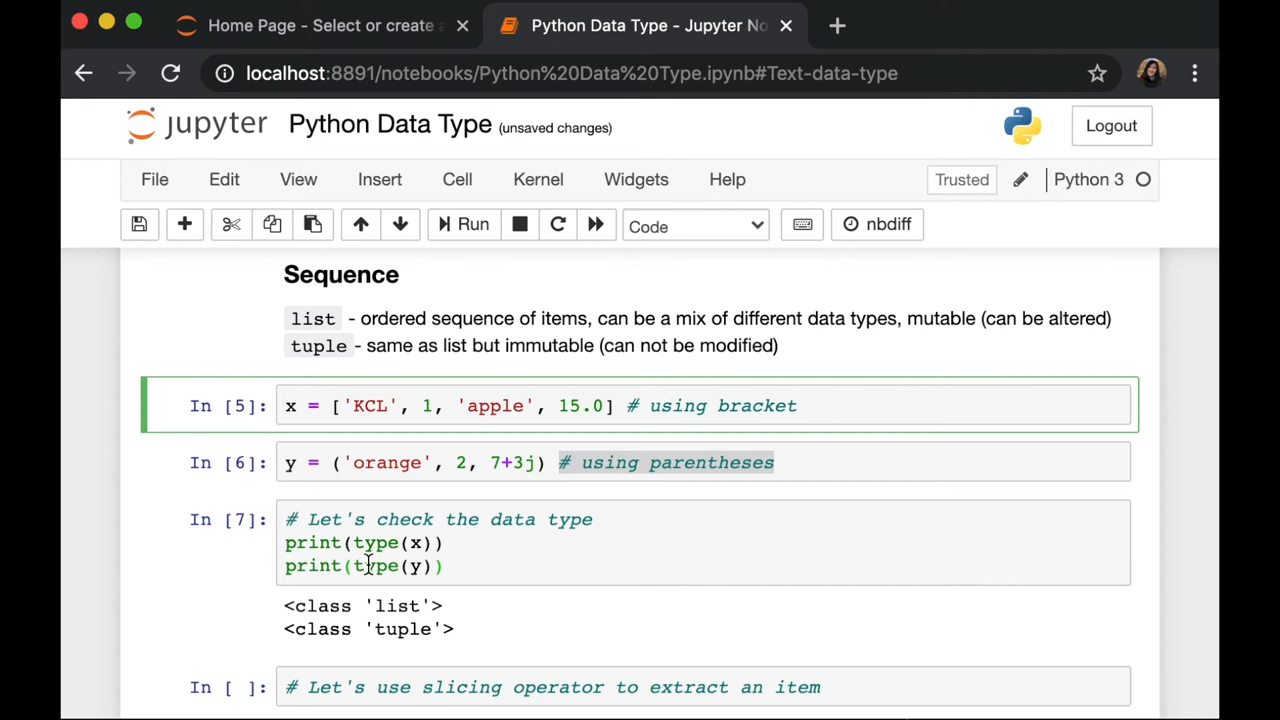 Home Page - Select or create a
Python Data Type - Jupyter No
localhost:8891/notebooks/Python%20Data%20Type.ipynb#Text-data-type
jupyter Python Data Type (unsaved changes)
Logout
File Edit View Insert Cell Kernel Widgets Help Trusted Python 3
Run Code nbdiff
Sequence
list - ordered sequence of items, can be a mix of different data types, mutable (can be altered)
tuple - same as list but immutable (can not be modified)
In [5]: x = ['KCL', 1, 'apple', 15.0] # using bracket
In [6]: y = ('orange', 2, 7+3j) # using parentheses
In [7]: # Let's check the data type
print(type(x))
print(type(y))
<class 'list'>
<class 'tuple'>
In [ ]: # Let's use slicing operator to extract an item